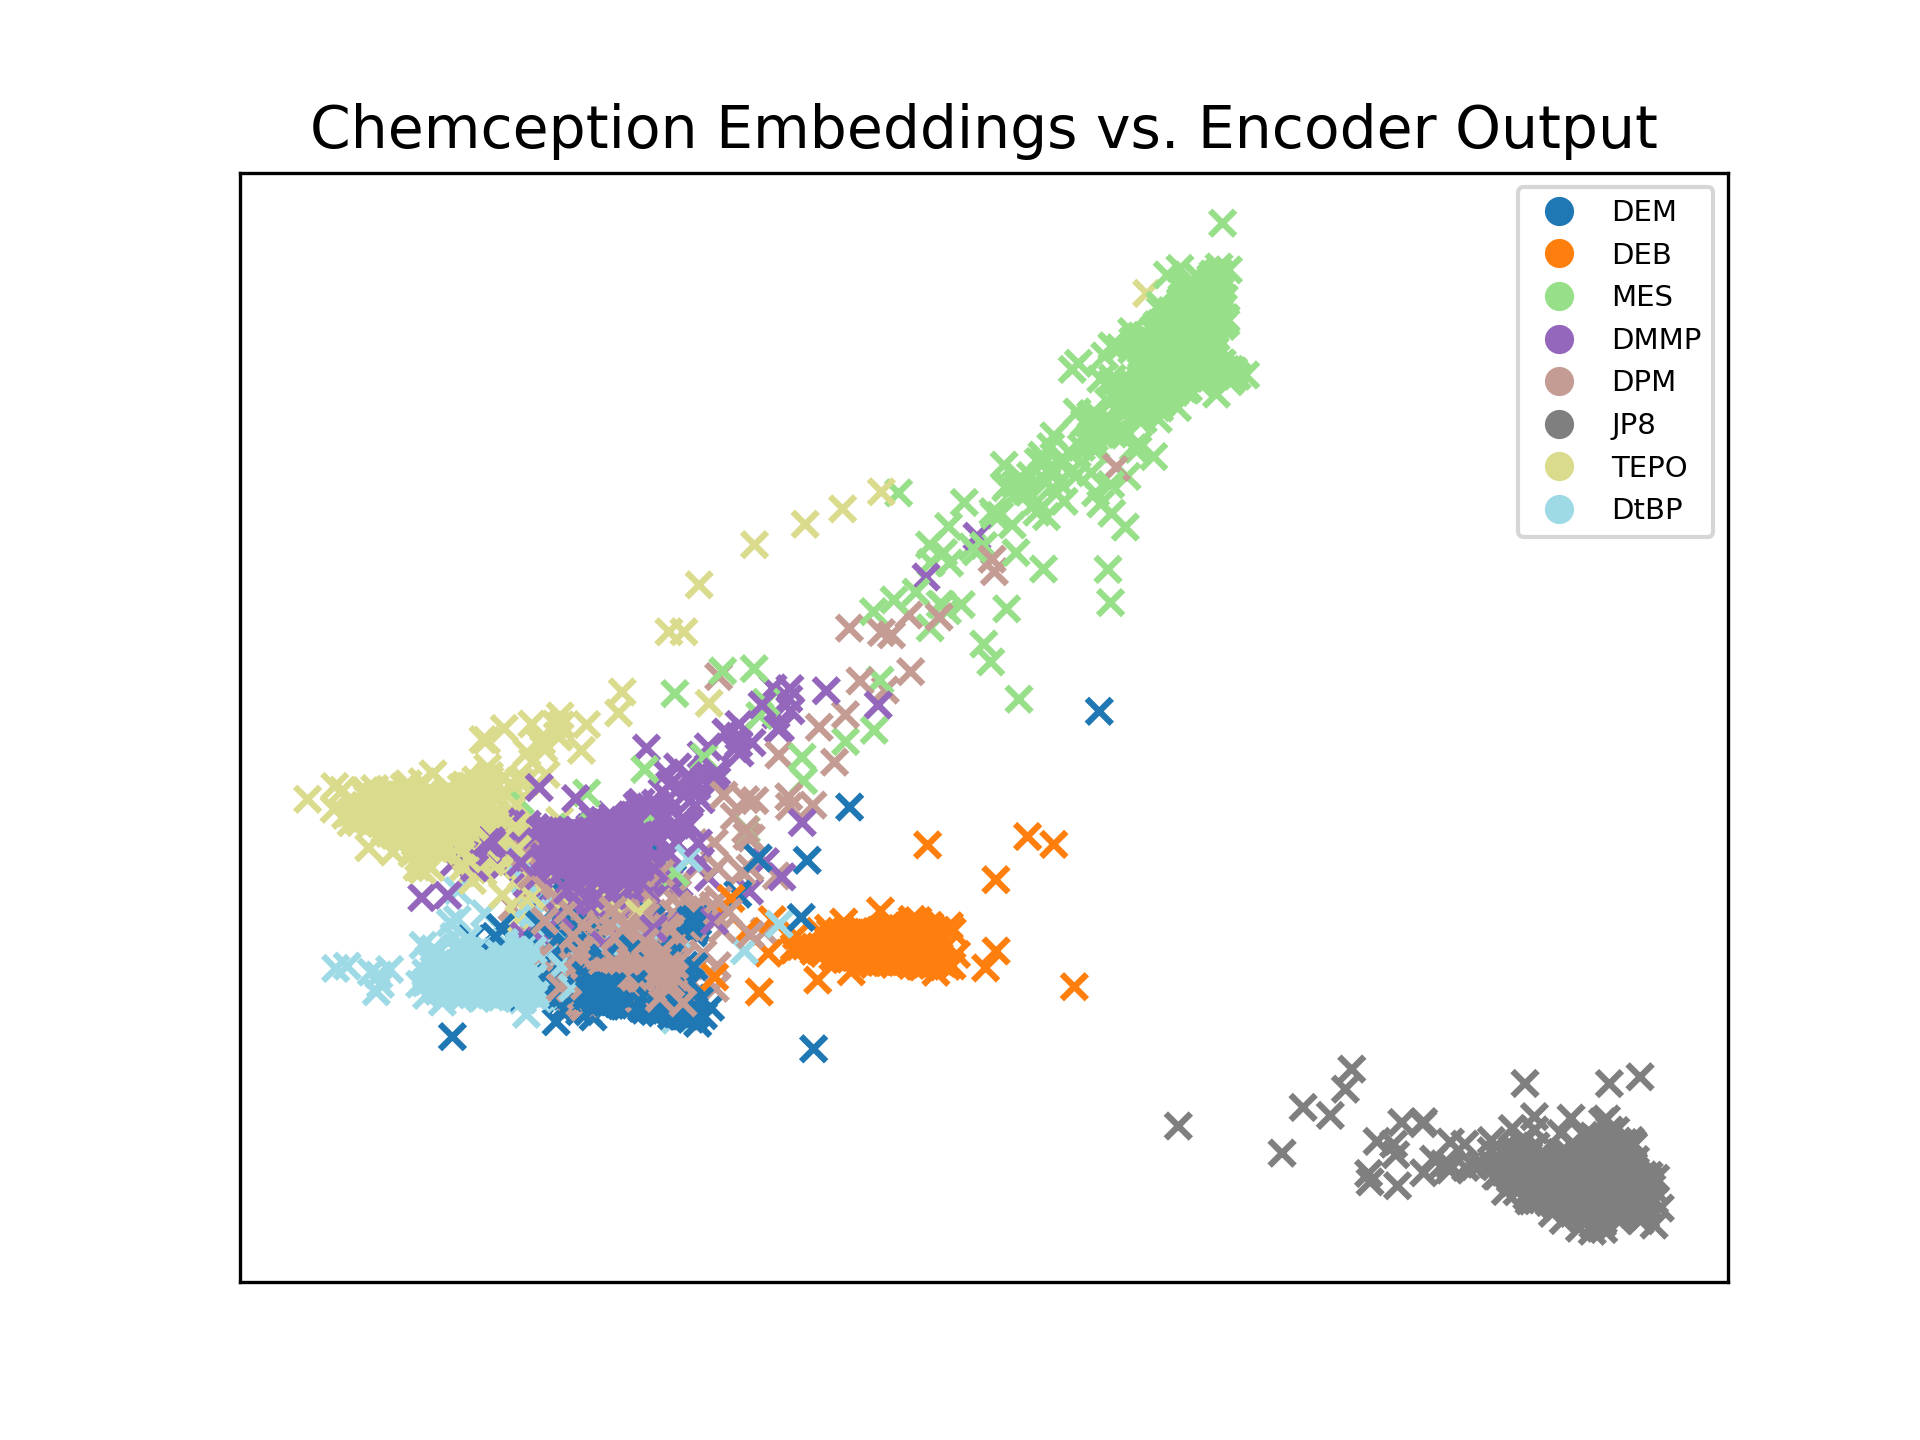 Chemception Embeddings vs. Encoder Output
DEM
DEB
MES
DMMP
DPM
JP8
TEPO
DtBP